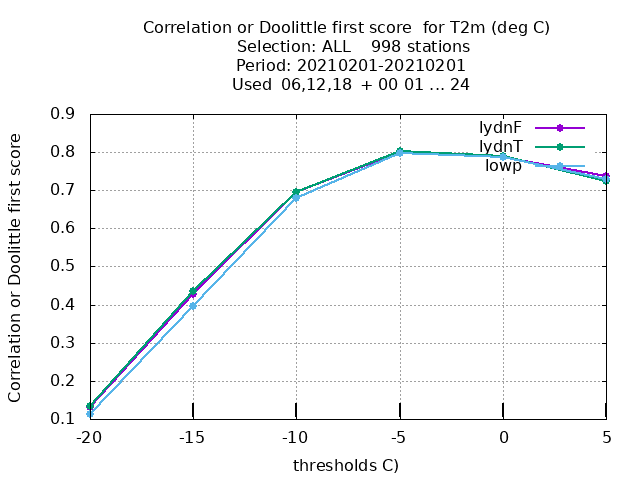 Correlation or Doolittle first score  for T2m (deg C)
Selection: ALL    998 stations
Period: 20210201-20210201
Used  06,12,18  + 00 01 ... 24
Correlation or Doolittle first score
0.9
0.8
0.7
0.6
0.5
0.4
0.3
0.2
0.1
lydnF
lydnT
lowp
-20 -15 -10 -5 0 5
thresholds C)